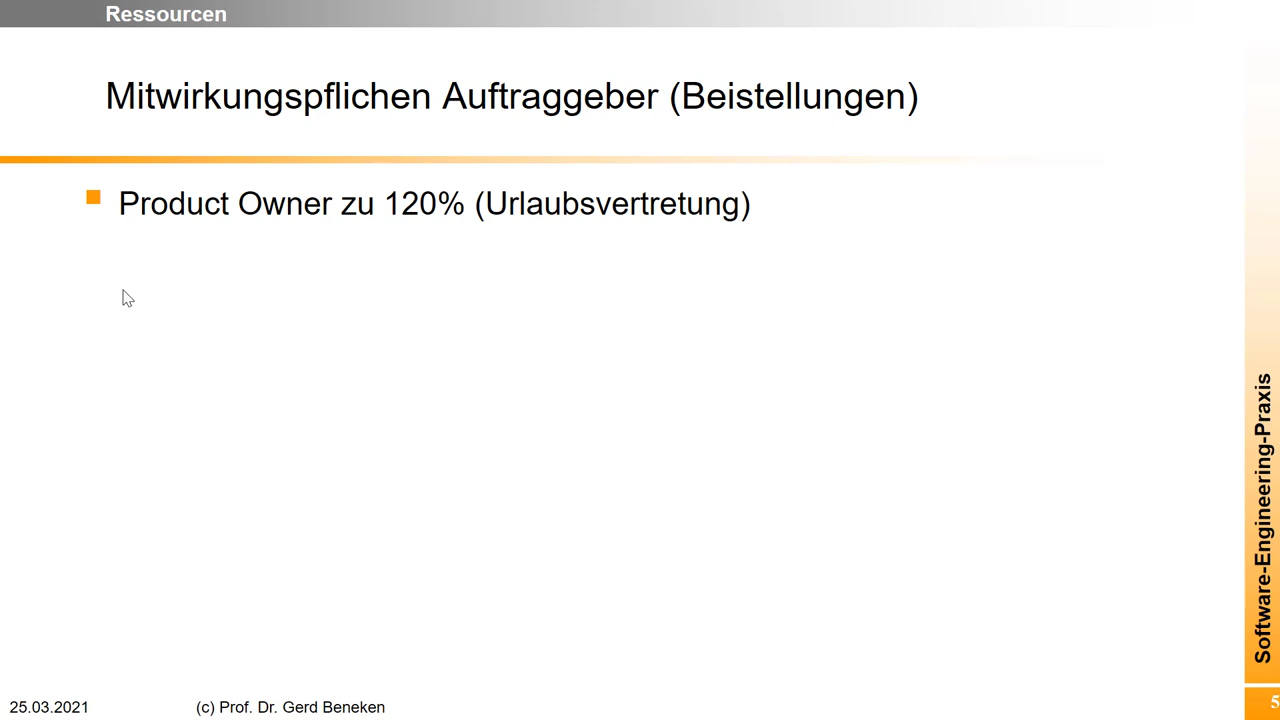 Ressourcen
Mitwirkungspflichen Auftraggeber (Beistellungen)
Product Owner zu 120% (Urlaubsvertretung)
Software-Engineering-Praxis
25.03.2021
(c) Prof. Dr. Gerd Beneken
5